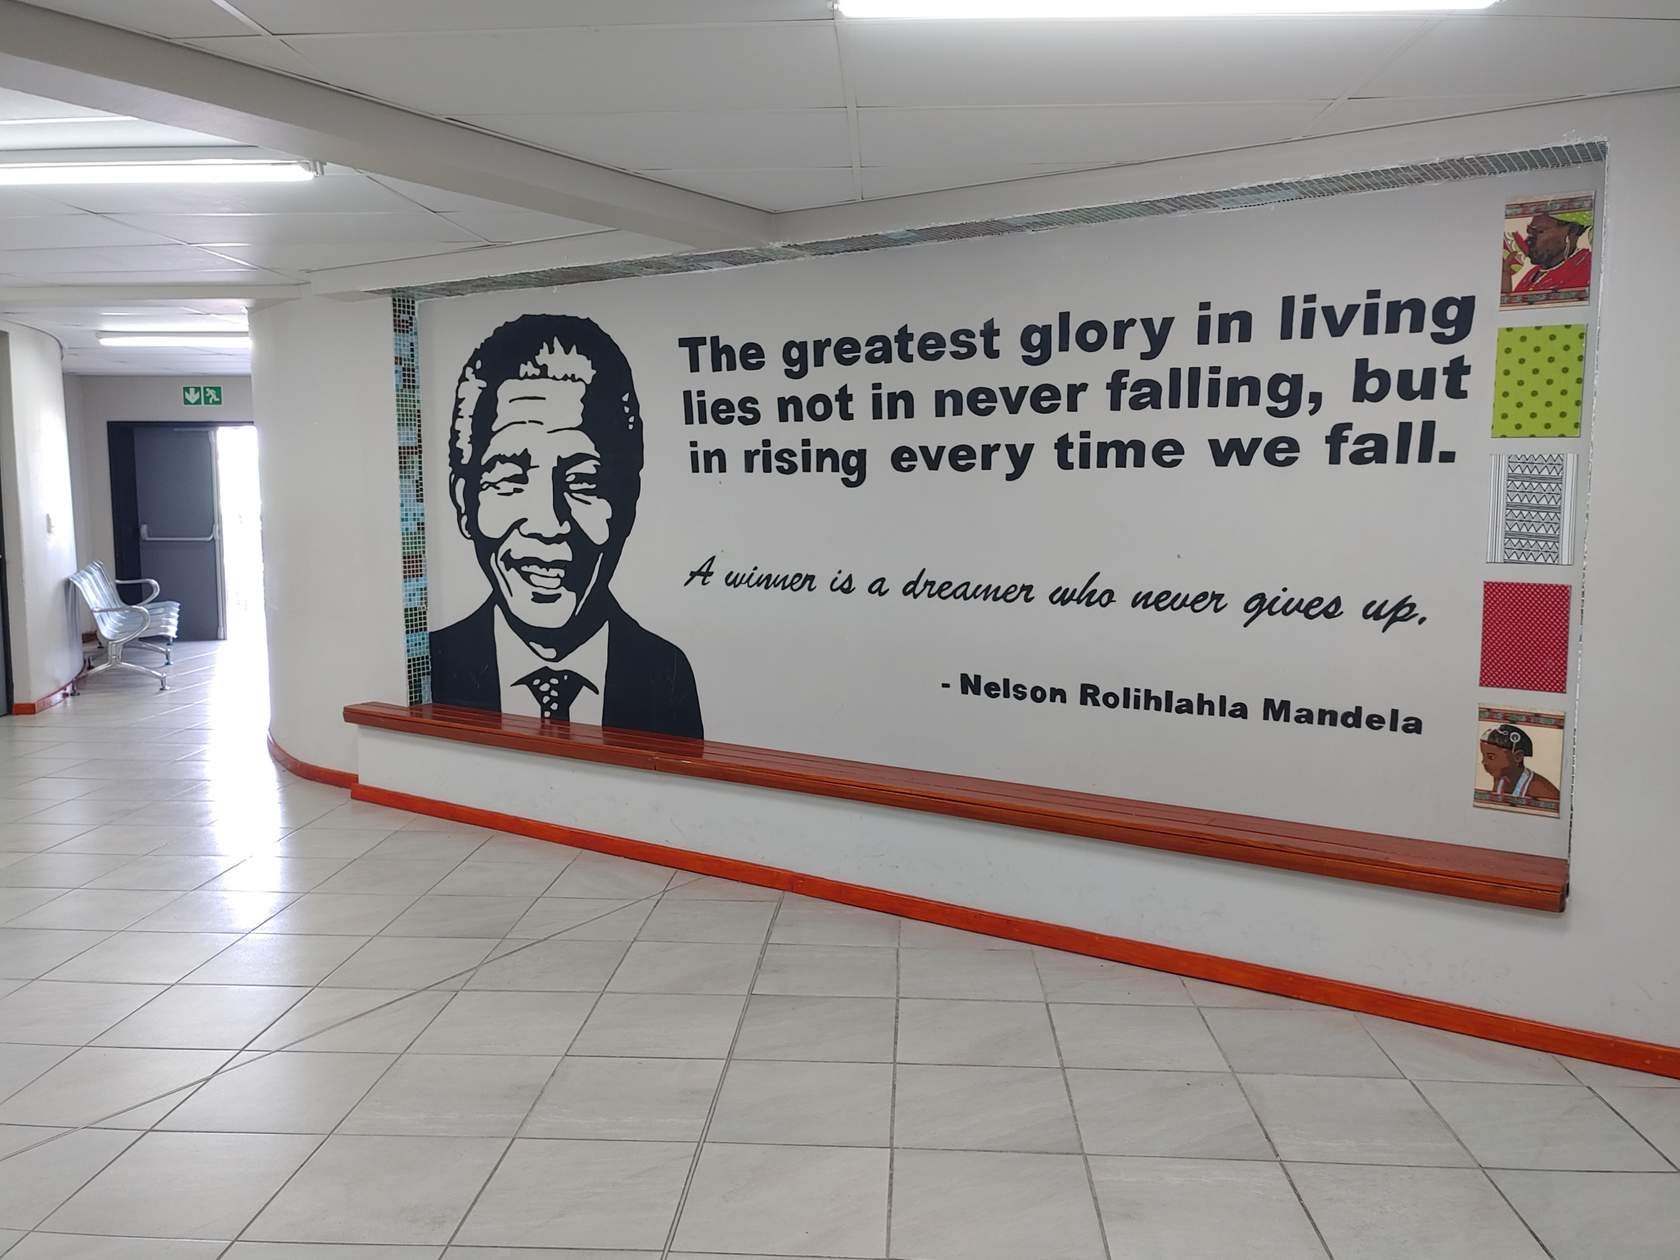 The greatest glory in living
lies not in never falling, but
in rising every time we fall.
A winner is a dreamer who never gives up.
- Nelson Rolihlahla Mandela